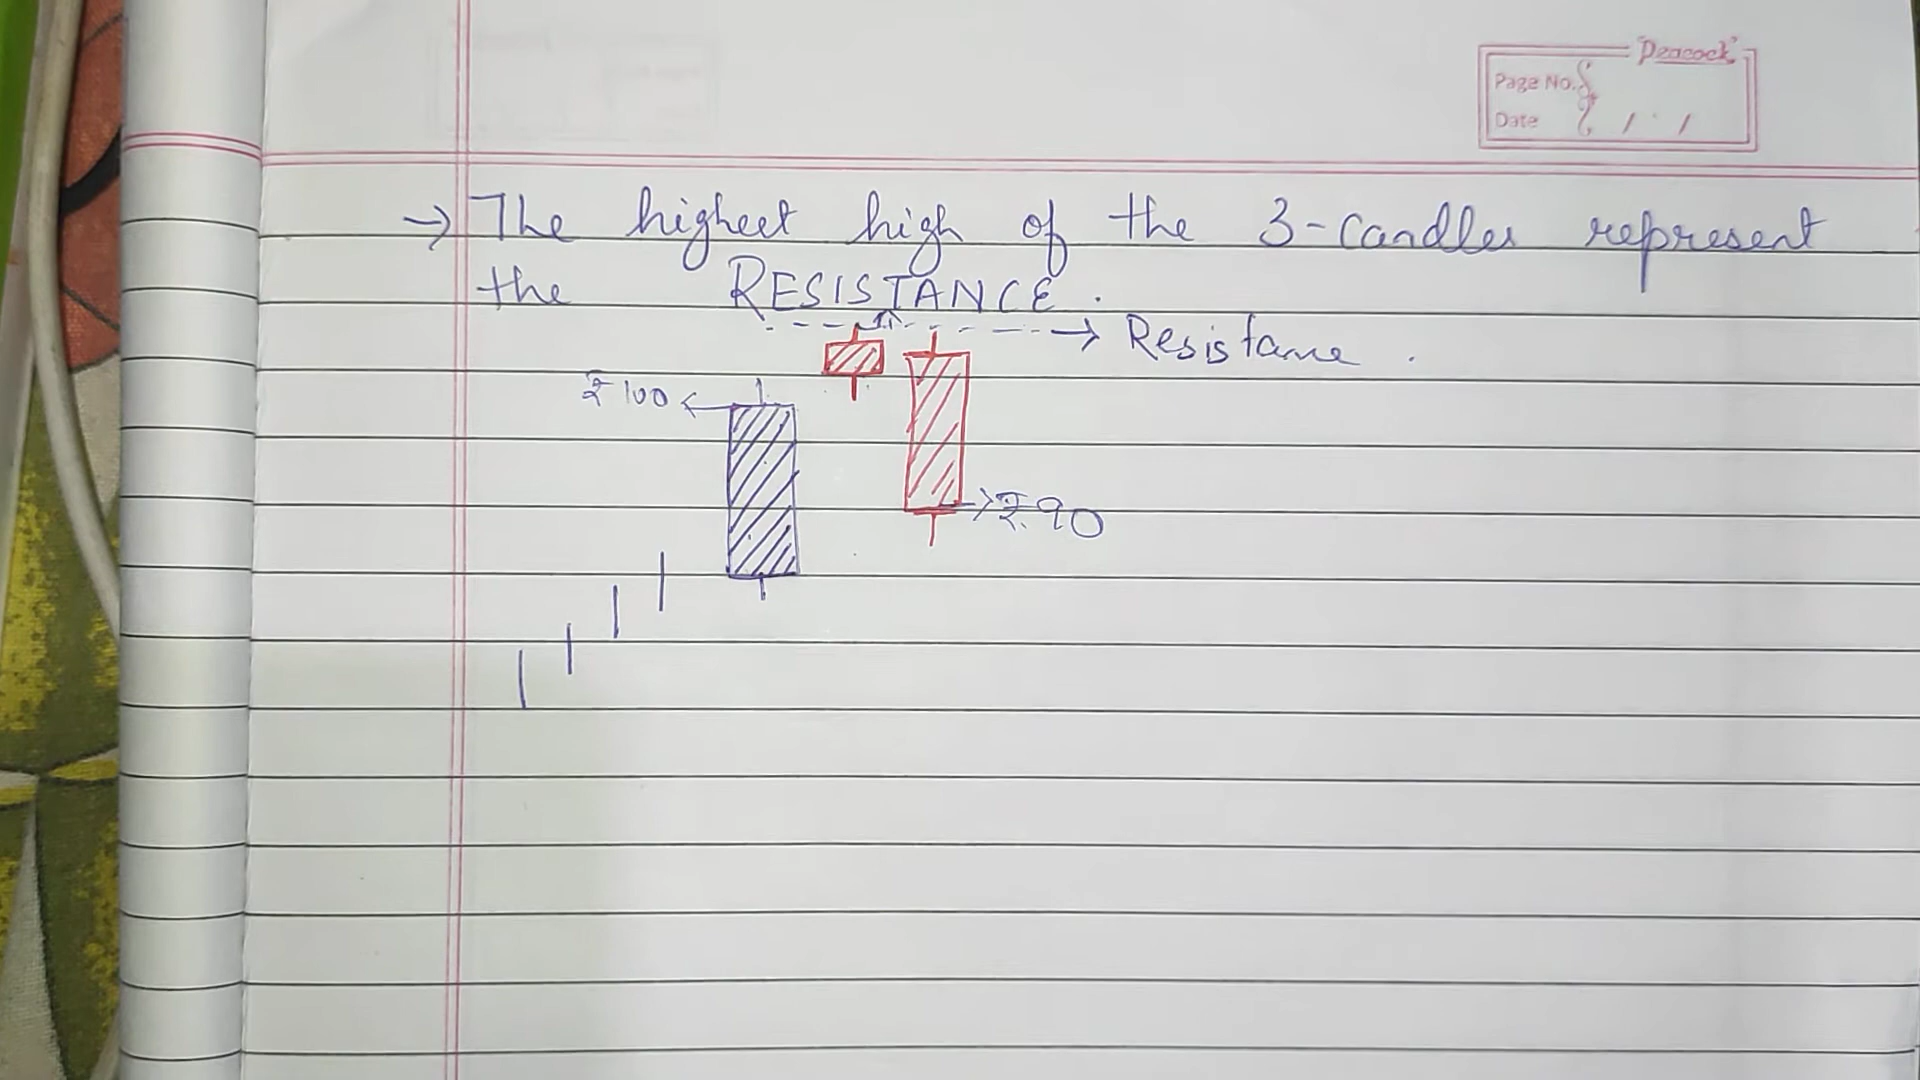 Peacock
Page No.
Date / /
→ The highest high of the 3-Candles represent
the RESISTANCE.
→ Resistance.
₹ 100
₹.90